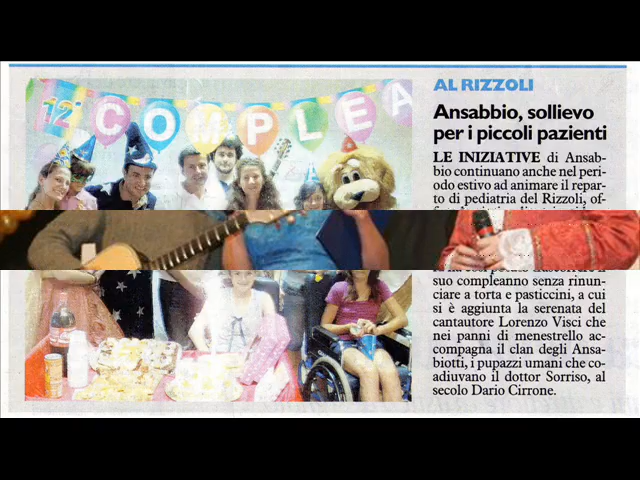 12° COMPLEA
AL RIZZOLI
Ansabbio, sollievo
per i piccoli pazienti
LE INIZIATIVE di Ansab-
bio continuano anche nel peri-
odo estivo ad animare il repar-
to di pediatria del Rizzoli, of-
suo compleanno senza rinun-
ciare a torta e pasticcini, a cui
si è aggiunta la serenata del
cantautore Lorenzo Visci che
nei panni di menestrello ac-
compagna il clan degli Ansa-
biotti, i pupazzi umani che co-
adiuvano il dottor Sorriso, al
secolo Dario Cirrone.